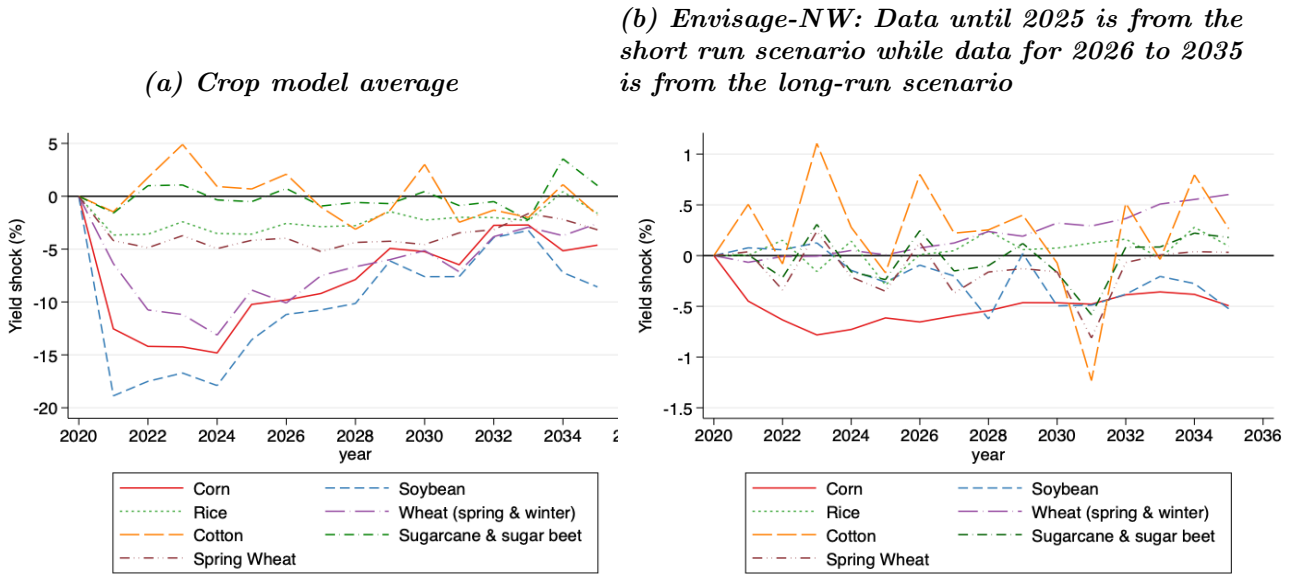 (a) Crop model average
(b) Envisage-NW: Data until 2025 is from the
short run scenario while data for 2026 to 2035
is from the long-run scenario
Yield shock (%)
5
0
-5
-10
-15
-20
2020 2022 2024 2026 2028 2030 2032 2034
year
Corn Soybean
Rice Wheat (spring & winter)
Cotton Sugarcane & sugar beet
Spring Wheat
Yield shock (%)
1
.5
0
-.5
-1
-1.5
2020 2022 2024 2026 2028 2030 2032 2034 2036
year
Corn Soybean
Rice Wheat (spring & winter)
Cotton Sugarcane & sugar beet
Spring Wheat